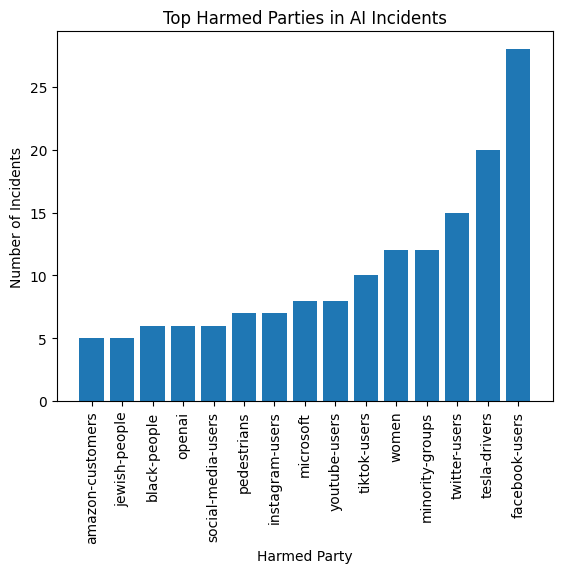 Top Harmed Parties in AI Incidents
Number of Incidents
25
20
15
10
5
0
amazon-customers
jewish-people
black-people
openai
social-media-users
pedestrians
instagram-users
microsoft
youtube-users
tiktok-users
women
minority-groups
twitter-users
tesla-drivers
facebook-users
Harmed Party